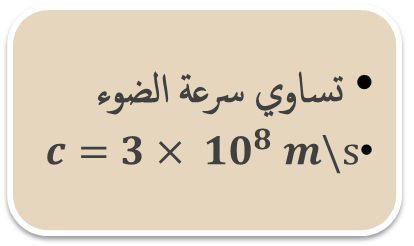 • تساوي سرعة الضوء
• c = 3 × 10⁸ m\s